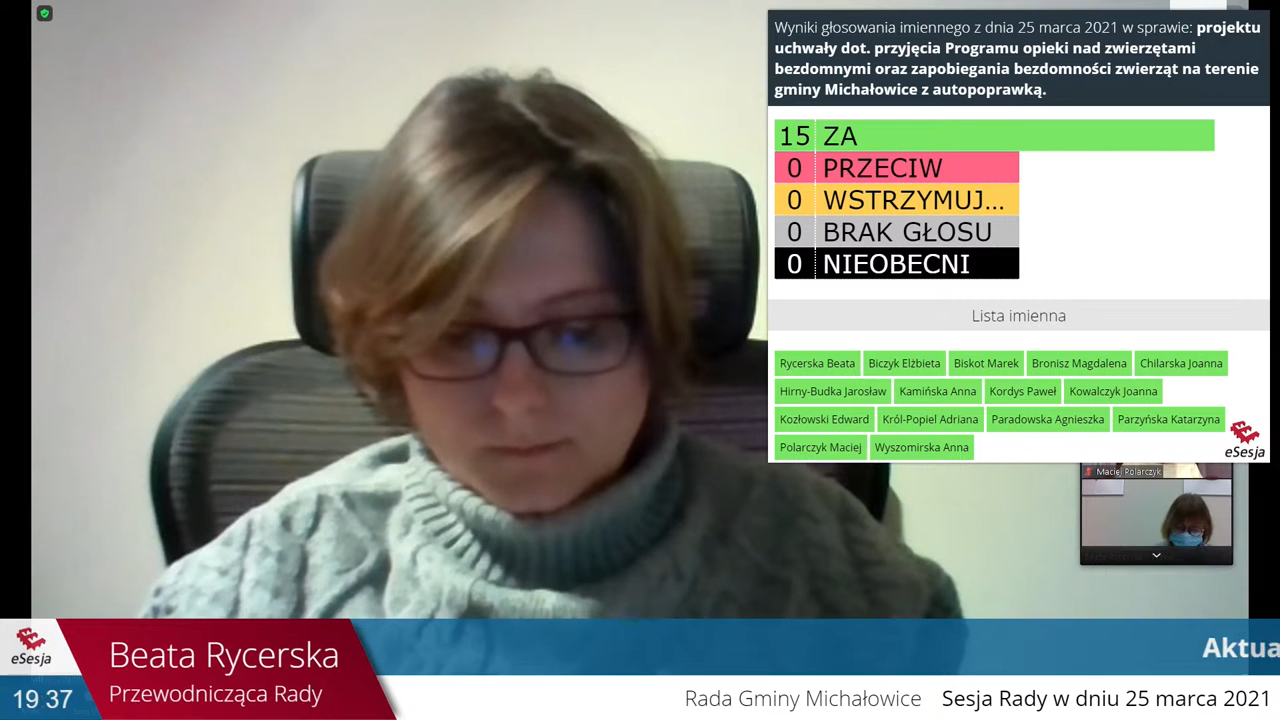 Wyniki głosowania imiennego z dnia 25 marca 2021 w sprawie: projektu
uchwały dot. przyjęcia Programu opieki nad zwierzętami
bezdomnymi oraz zapobiegania bezdomności zwierząt na terenie
gminy Michałowice z autopoprawką.
15 ZA
0 PRZECIW
0 WSTRZYMUJ...
0 BRAK GŁOSU
0 NIEOBECNI
Lista imienna
Rycerska Beata Biczyk Elżbieta Biskot Marek Bronisz Magdalena Chilarska Joanna
Hirny-Budka Jarosław Kamińska Anna Kordys Paweł Kowalczyk Joanna
Kozłowski Edward Król-Popiel Adriana Paradowska Agnieszka Parzyńska Katarzyna
Polarczyk Maciej Wyszomirska Anna
eSesja
Maciej Polarczyk
eSesja
Beata Rycerska
Przewodnicząca Rady
Aktua
19 37
Rada Gminy Michałowice Sesja Rady w dniu 25 marca 2021